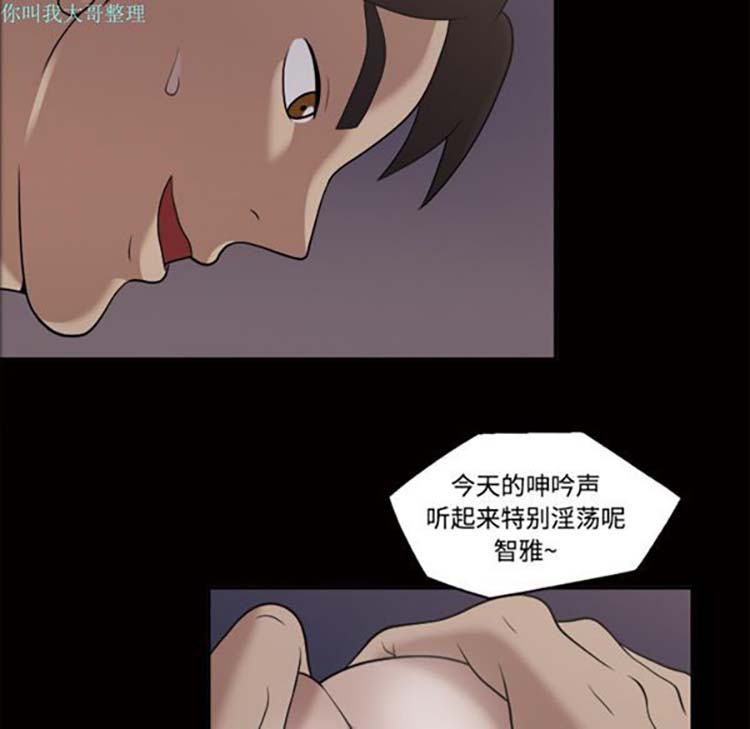 你叫我大哥整理
今天的呻吟声
听起来特别淫荡呢
智雅~